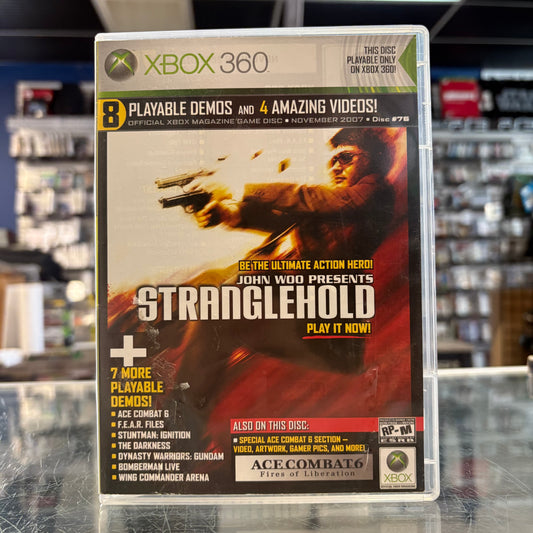 XBOX 360
THIS DISC
PLAYABLE ONLY
ON XBOX 360!
8 PLAYABLE DEMOS AND 4 AMAZING VIDEOS!
OFFICIAL XBOX MAGAZINE GAME DISC • NOVEMBER 2007 • Disc #76
BE THE ULTIMATE ACTION HERO!
JOHN WOO PRESENTS
STRANGLEHOLD
PLAY IT NOW!
+
7 MORE
PLAYABLE
DEMOS!
• ACE COMBAT 6
• F.E.A.R. FILES
• STUNTMAN: IGNITION
• THE DARKNESS
• DYNASTY WARRIORS: GUNDAM
• BOMBERMAN LIVE
• WING COMMANDER ARENA
ALSO ON THIS DISC:
• SPECIAL ACE COMBAT 6 SECTION –
VIDEO, ARTWORK, GAMER PICS, AND MORE!
ACE COMBAT 6
Fires of Liberation
RP-M
ESRB
XBOX